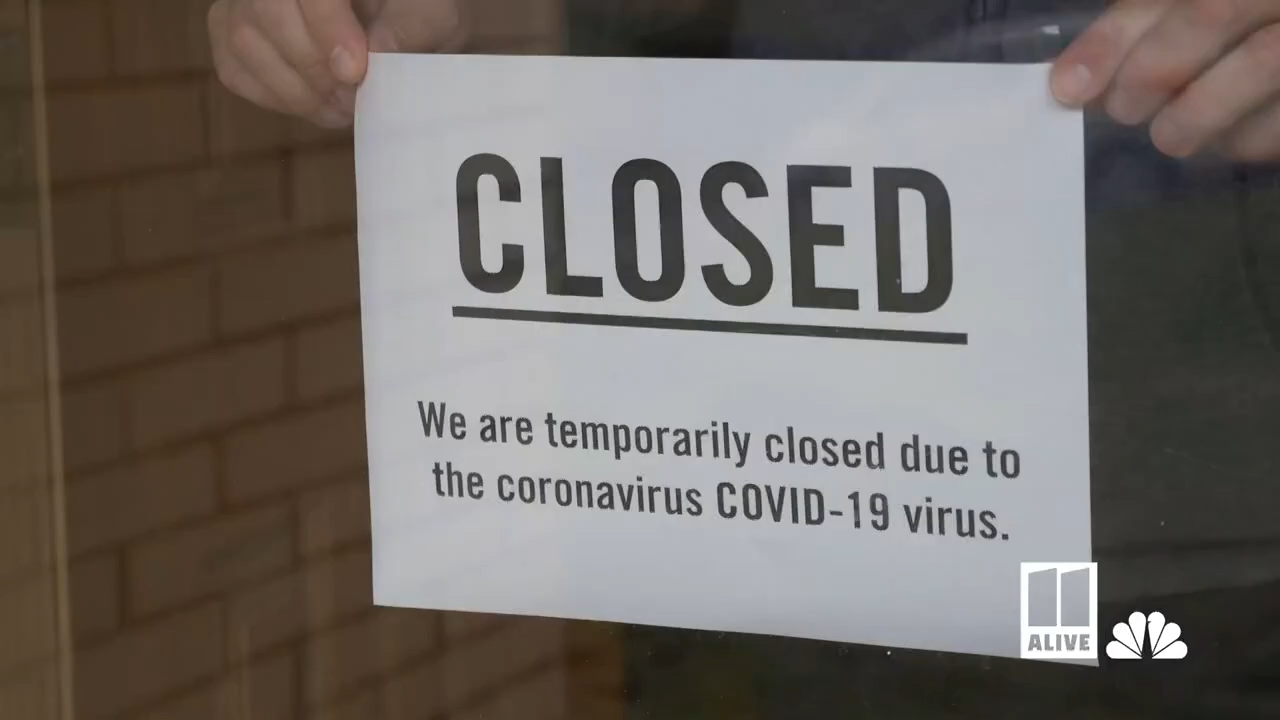 CLOSED
We are temporarily closed due to
the coronavirus COVID-19 virus.
11
ALIVE